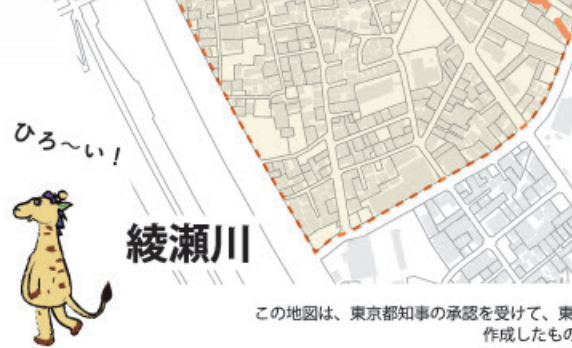 ひろ〜い！
綾瀬川
この地図は、東京都知事の承認を受けて、東
作成したもの